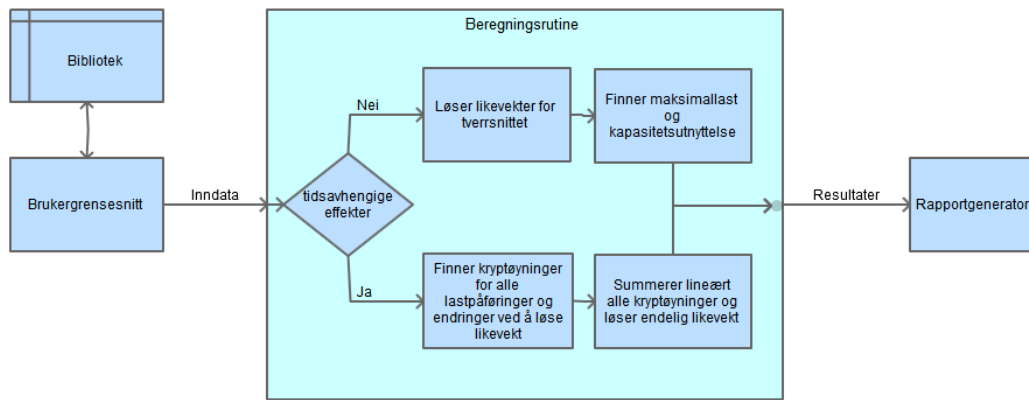 Beregningsrutine
Bibliotek
Brukergrensesnitt
Inndata
tidsavhengige
effekter
Nei
Løser likevekter for
tverrsnittet
Finner maksimallast
og
kapasitetsutnyttelse
Ja
Finner kryptøyninger
for alle
lastpåføringer og
endringer ved å løse
likevekt
Summerer lineært
alle kryptøyninger og
løser endelig likevekt
Resultater
Rapportgenerator